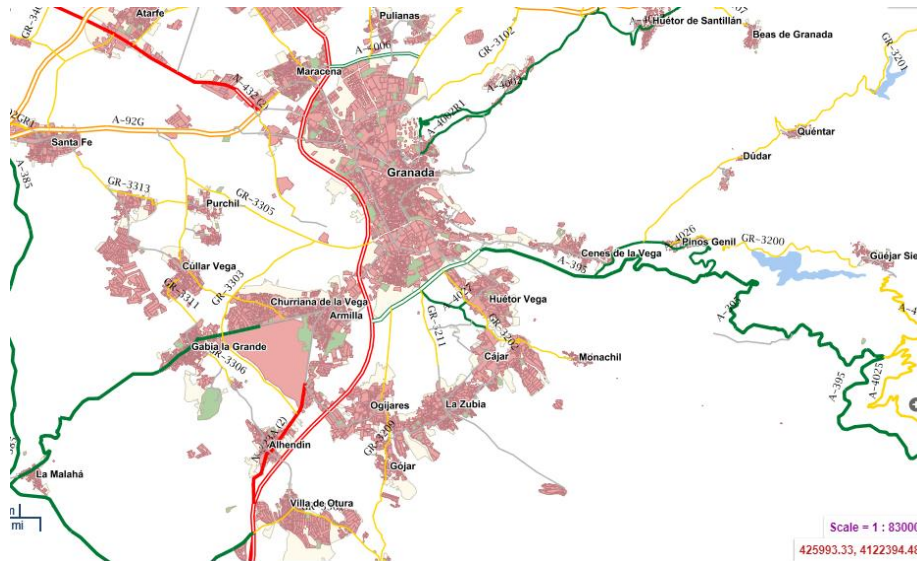 Atarfe
Pulianas
Huétor de Santillán
Beas de Granada
GR-3201
A-4006
GR-3102
Maracena
N-432
A-4002
A-92G
A-4002R1
Santa Fe
Quéntar
Dúdar
Granada
A-385
GR-3313
GR-3305
Purchil
A-4026
Pinos Genil
GR-3200
Cenes de la Vega
A-395
Güéjar Sie
Cúllar Vega
GR-3303
GR-3311
Churriana de la Vega
Armilla
Huétor Vega
GR-3202
GR-3211
Gabia la Grande
GR-3306
Cájar
Monachil
A-395
A-4025
Ogíjares
La Zubia
Alhendín
Gójar
La Malahá
Villa de Otura
mi
Scale = 1 : 83000
425993.33, 4122394.48